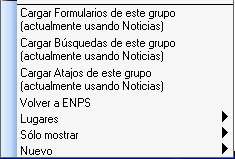 Cargar Formularios de este grupo
(actualmente usando Noticias)
Cargar Búsquedas de este grupo
(actualmente usando Noticias)
Cargar Atajos de este grupo
(actualmente usando Noticias)
Volver a ENPS
Lugares
Sólo mostrar
Nuevo